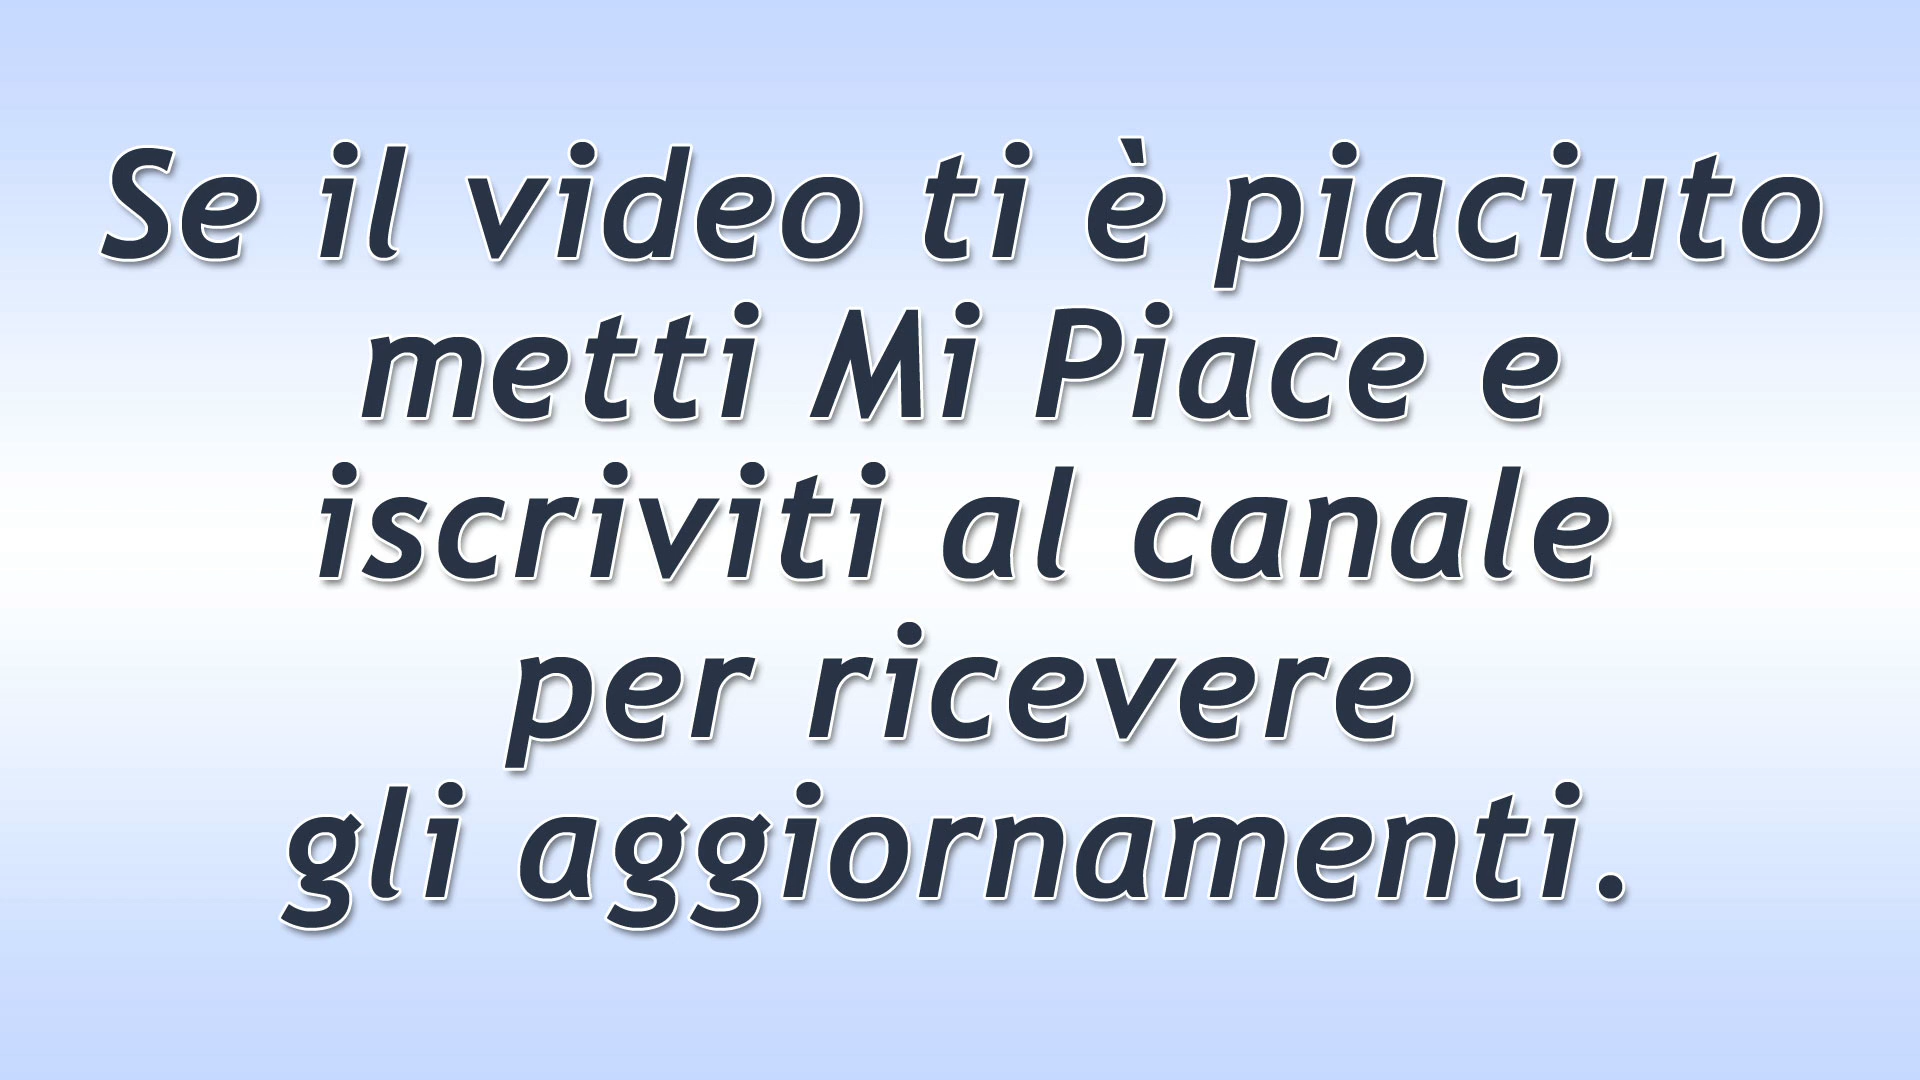 Se il video ti è piaciuto
metti Mi Piace e
iscriviti al canale
per ricevere
gli aggiornamenti.